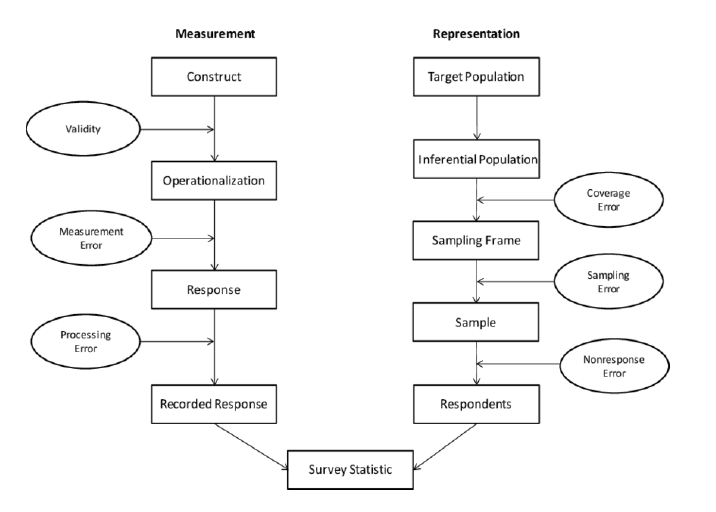 Measurement
Representation
Construct
Target Population
Validity
Inferential Population
Operationalization
Coverage
Error
Measurement
Error
Sampling Frame
Sampling
Error
Response
Sample
Processing
Error
Nonresponse
Error
Recorded Response
Respondents
Survey Statistic